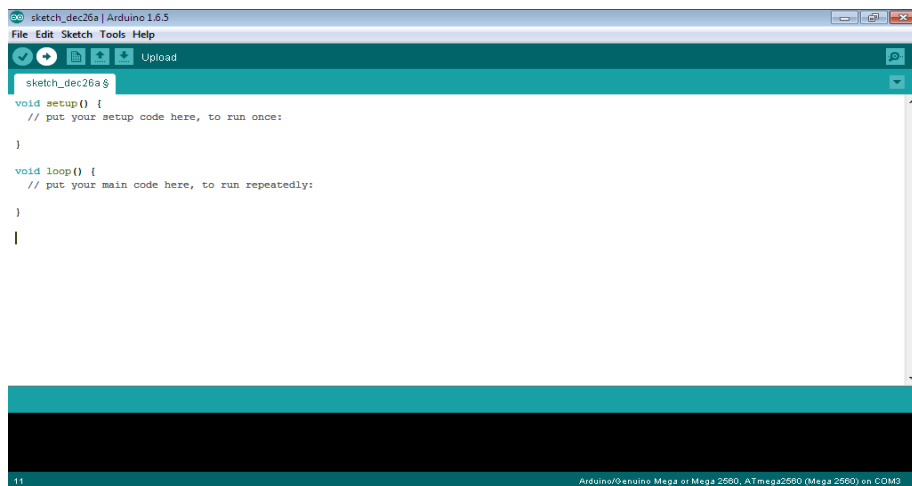 sketch_dec26a | Arduino 1.6.5
File Edit Sketch Tools Help
Upload
sketch_dec26a §
void setup() {
  // put your setup code here, to run once:
}
void loop() {
  // put your main code here, to run repeatedly:
}
11
Arduino/Genuino Mega or Mega 2560, ATmega2560 (Mega 2560) on COM3